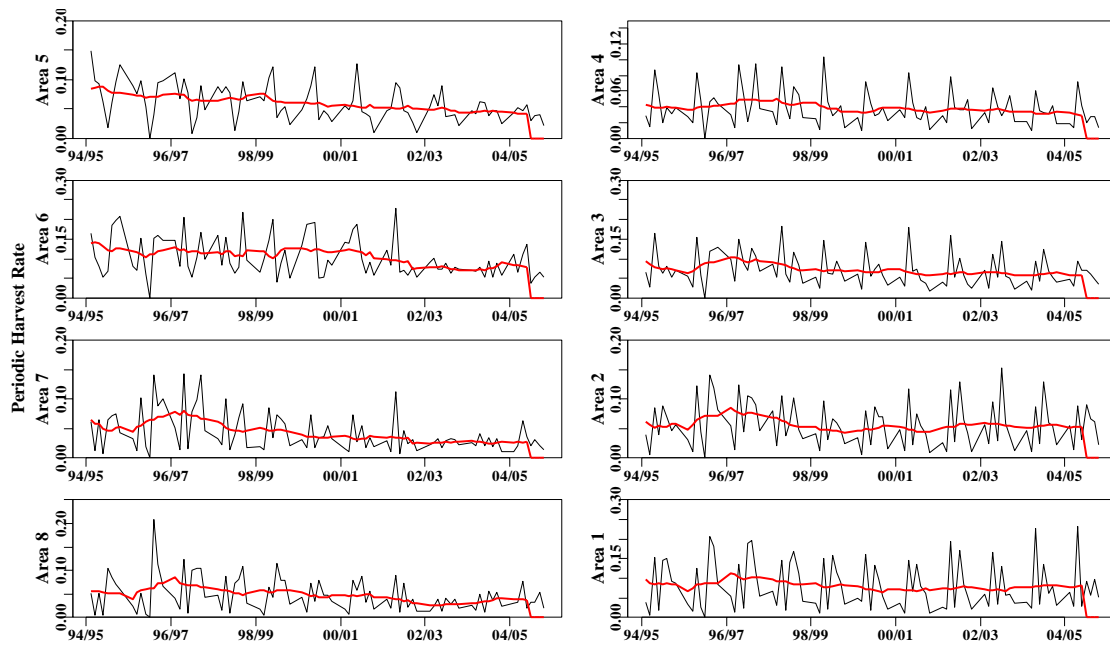 Periodic Harvest Rate
Area 5
0.00 0.10 0.20
94/95 96/97 98/99 00/01 02/03 04/05
Area 4
0.00 0.06 0.12
94/95 96/97 98/99 00/01 02/03 04/05
Area 6
0.00 0.15 0.30
94/95 96/97 98/99 00/01 02/03 04/05
Area 3
0.00 0.15 0.30
94/95 96/97 98/99 00/01 02/03 04/05
Area 7
0.00 0.10 0.20
94/95 96/97 98/99 00/01 02/03 04/05
Area 2
0.00 0.10 0.20
94/95 96/97 98/99 00/01 02/03 04/05
Area 8
0.00 0.10 0.20
94/95 96/97 98/99 00/01 02/03 04/05
Area 1
0.00 0.15 0.30
94/95 96/97 98/99 00/01 02/03 04/05